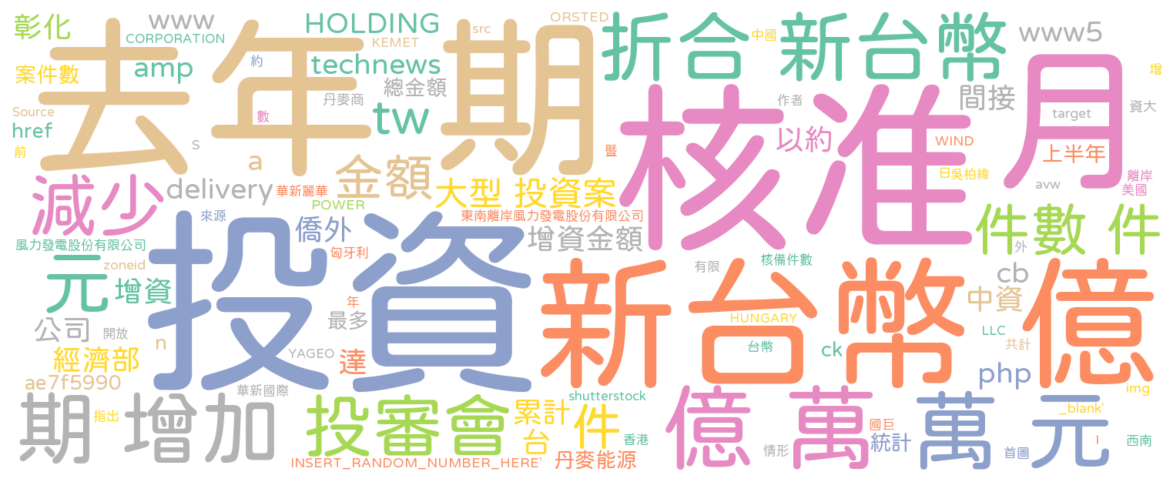 彰化
www
HOLDING
ORSTED
CORPORATION
KEMET
src
中國
折合 新台幣
www5
去年 期
核准
月
案件數
amp
約
technews
總金額
間接
增
Source
丹麥商
tw
作者
target
資大
href
數
以約
前
s
a
金額
暨
WIND
上半年
減少
delivery
華新麗華
大型 投資案
日
吳柏緯
avw
離岸
美國
POWER
來源
僑外
東南離岸風力發電股份有限公司
件數 件
風力發電股份有限公司
匈牙利
增資金額
外
元
zoneid
投資
有限
核備件數
cb
增資
年
新台幣 億
中資
公司
開放
最多
HUNGARY
LLC
n
YAGEO
達
台幣
ck
共計
經濟部
ae7f5990
華新國際
php
img
shutterstock
期
增加
指出
投審會
累計
億 萬
萬 元
_blank'
台
件
香港
國巨
統計
l
西南
情形
首圖
INSERT_RANDOM_NUMBER_HERE'
丹麥能源